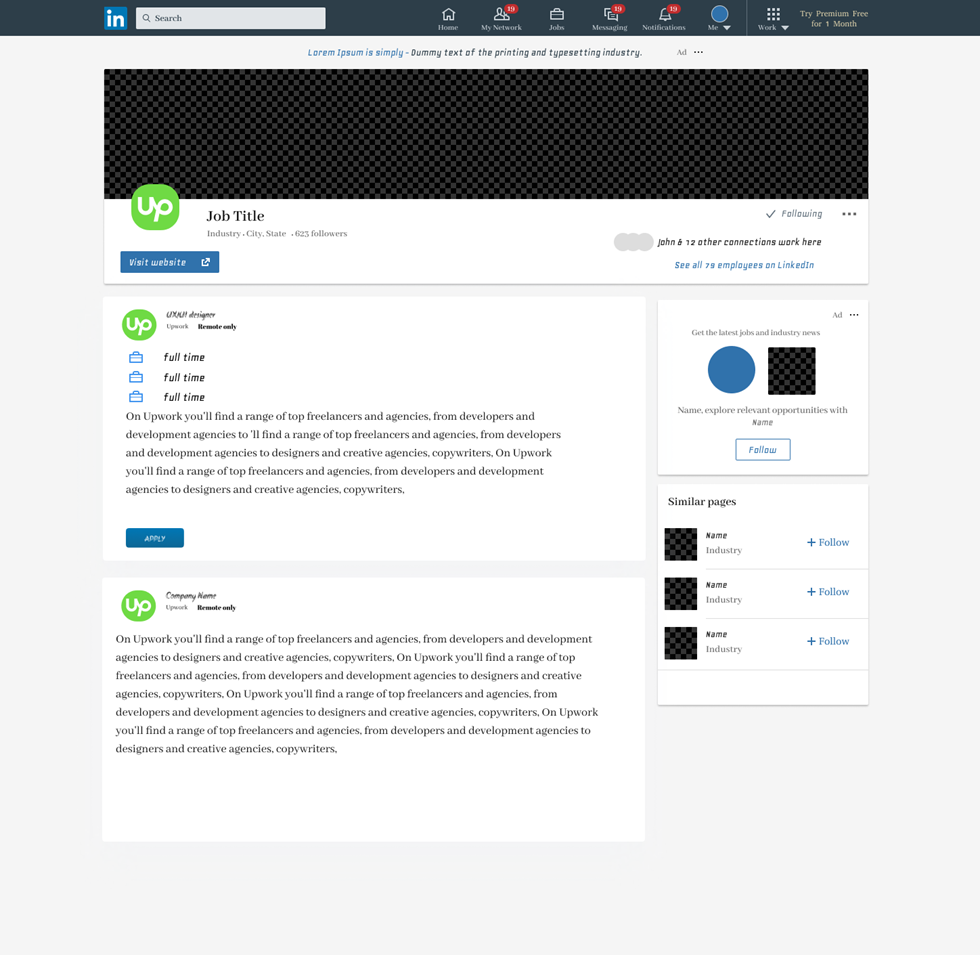 in
Search
19
19
19
Home
My Network
Jobs
Messaging
Notifications
Me
Work
Try Premium Free
for 1 Month
Lorem Ipsum is simply - Dummy text of the printing and typesetting industry.
Ad
Up
Job Title
Industry • City, State • 623 followers
Following
John & 12 other connections work here
See all 79 employees on LinkedIn
Visit website
Up
UX/UI designer
Upwork Remote only
full time
full time
full time
On Upwork you'll find a range of top freelancers and agencies, from developers and
development agencies to 'll find a range of top freelancers and agencies, from developers
and development agencies to designers and creative agencies, copywriters, On Upwork
you'll find a range of top freelancers and agencies, from developers and development
agencies to designers and creative agencies, copywriters,
APPLY
Ad
Get the latest jobs and industry news
Name, explore relevant opportunities with
Name
Follow
Similar pages
Name
Industry
+ Follow
Name
Industry
+ Follow
Name
Industry
+ Follow
Up
Company Name
Upwork Remote only
On Upwork you'll find a range of top freelancers and agencies, from developers and development
agencies to designers and creative agencies, copywriters, On Upwork you'll find a range of top
freelancers and agencies, from developers and development agencies to designers and creative
agencies, copywriters, On Upwork you'll find a range of top freelancers and agencies, from
developers and development agencies to designers and creative agencies, copywriters, On Upwork
you'll find a range of top freelancers and agencies, from developers and development agencies to
designers and creative agencies, copywriters,